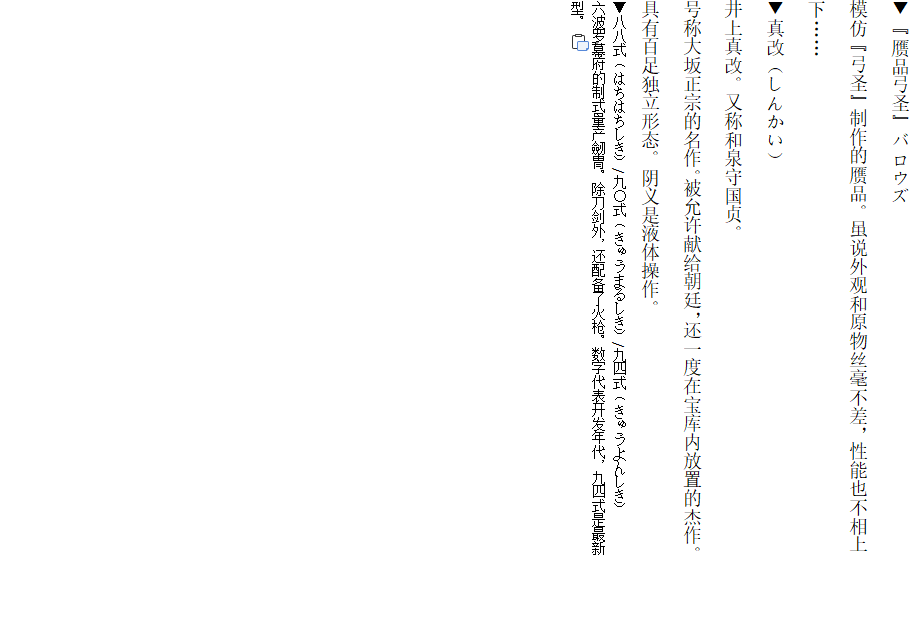 ▼『赝品弓圣』バロウズ
模仿『弓圣』制作的赝品。虽说外观和原物丝毫不差，性能也不相上
下……
▼真改（しんかい）
井上真改。又称和泉守国贞。
号称大坂正宗的名作。被允许献给朝廷，还一度在宝库内放置的杰作。
具有百足独立形态。阴义是液体操作。
▼八八式（はちはちしき）/九〇式（きゅうまるしき）/九四式（きゅうよんしき）
六波罗幕府的制式量产劔冑。除刀剑外，还配备了火枪。数字代表开发年代，九四式是最新
型。